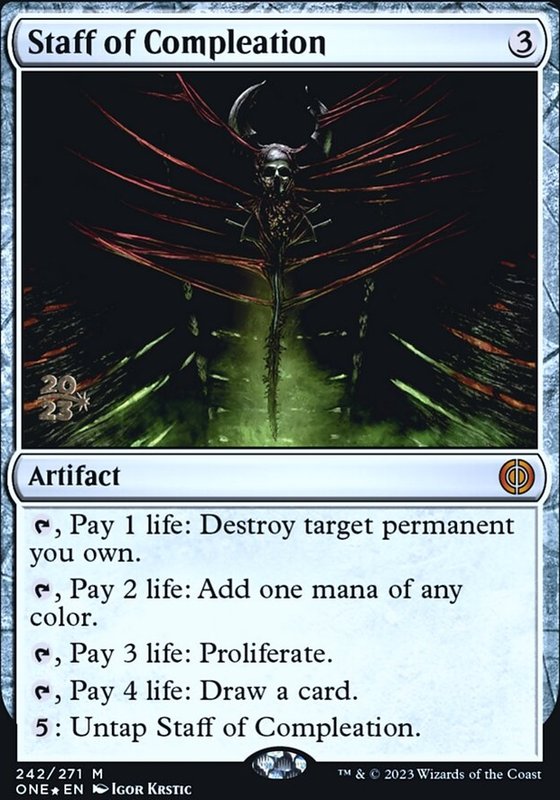 Staff of Compleation 3
20
23
Artifact
, Pay 1 life: Destroy target permanent
you own.
, Pay 2 life: Add one mana of any
color.
, Pay 3 life: Proliferate.
, Pay 4 life: Draw a card.
5: Untap Staff of Compleation.
242/271 M
ONE★EN Igor Krstic
™ & © 2023 Wizards of the Coast